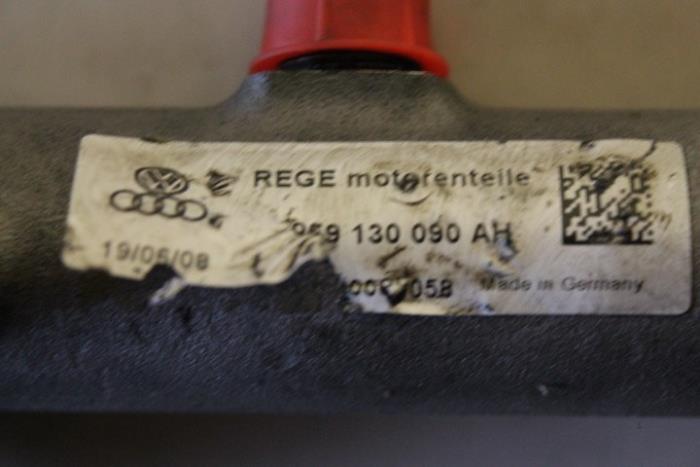 REGE motorenteile
059 130 090 AH
19/06/08
Made in Germany